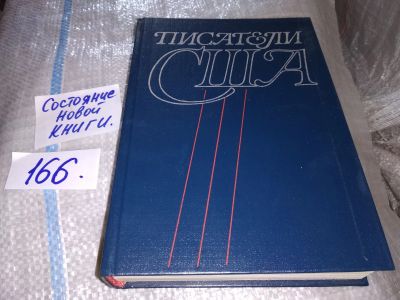 ПИСАТЕЛИ
США
Состояние
новой
книги.
166.